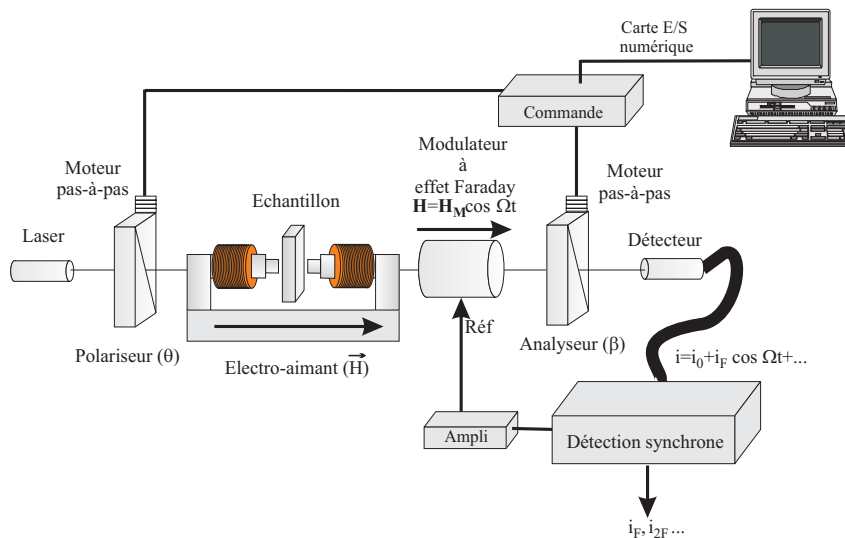 Carte E/S
numérique
Commande
Modulateur
à
effet Faraday
H=H_M cos Ωt
Moteur
pas-à-pas
Moteur
pas-à-pas
Echantillon
Laser
Détecteur
Réf
Polariseur (θ)
Electro-aimant (H⃗)
Analyseur (β)
i=i₀+i_F cos Ωt+...
Ampli
Détection synchrone
i_F, i_2F ...